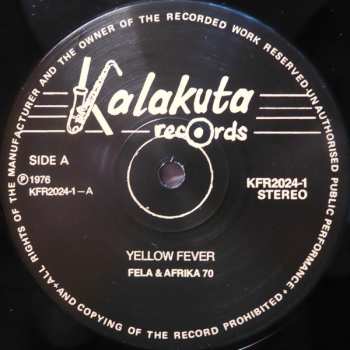 ALL RIGHTS OF THE MANUFACTURER AND THE OWNER OF THE RECORDED WORK RESERVED·UNAUTHORISED PUBLIC PERFORMANCE AND COPYING OF THE RECORD PROHIBITED
Kalakuta
records
SIDE A
℗ 1976
KFR2024-1-A
KFR2024-1
STEREO
YELLOW FEVER
FELA & AFRIKA 70